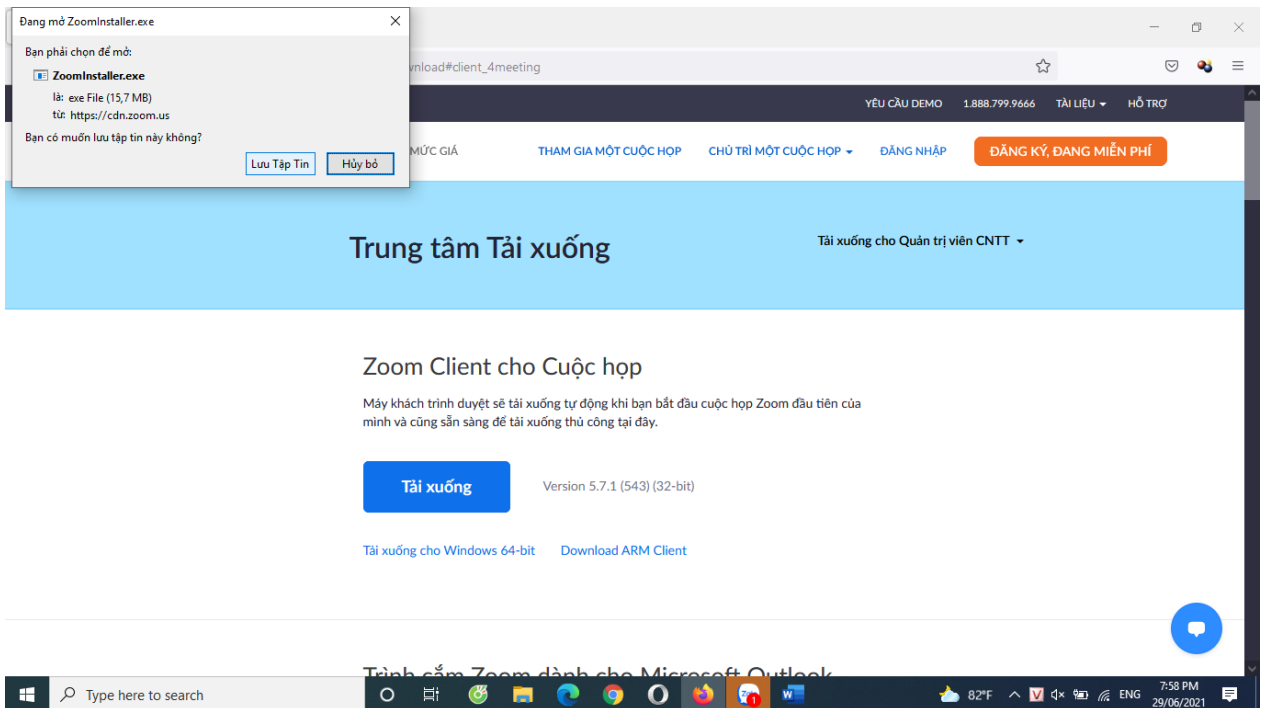 Đang mở ZoomInstaller.exe
Bạn phải chọn để mở:
ZoomInstaller.exe
là: exe File (15,7 MB)
từ: https://cdn.zoom.us
Bạn có muốn lưu tập tin này không?
Lưu Tập Tin Hủy bỏ
wnload#client_4meeting
YÊU CẦU DEMO 1.888.799.9666 TÀI LIỆU HỖ TRỢ
MỨC GIÁ THAM GIA MỘT CUỘC HỌP CHỦ TRÌ MỘT CUỘC HỌP ĐĂNG NHẬP ĐĂNG KÝ, ĐANG MIỄN PHÍ
Trung tâm Tải xuống
Tải xuống cho Quản trị viên CNTT
Zoom Client cho Cuộc họp
Máy khách trình duyệt sẽ tải xuống tự động khi bạn bắt đầu cuộc họp Zoom đầu tiên của
mình và cũng sẵn sàng để tải xuống thủ công tại đây.
Tải xuống Version 5.7.1 (543) (32-bit)
Tải xuống cho Windows 64-bit Download ARM Client
Trình cắm Zoom dành cho Microsoft Outlook
Type here to search
82°F ENG 7:58 PM
29/06/2021